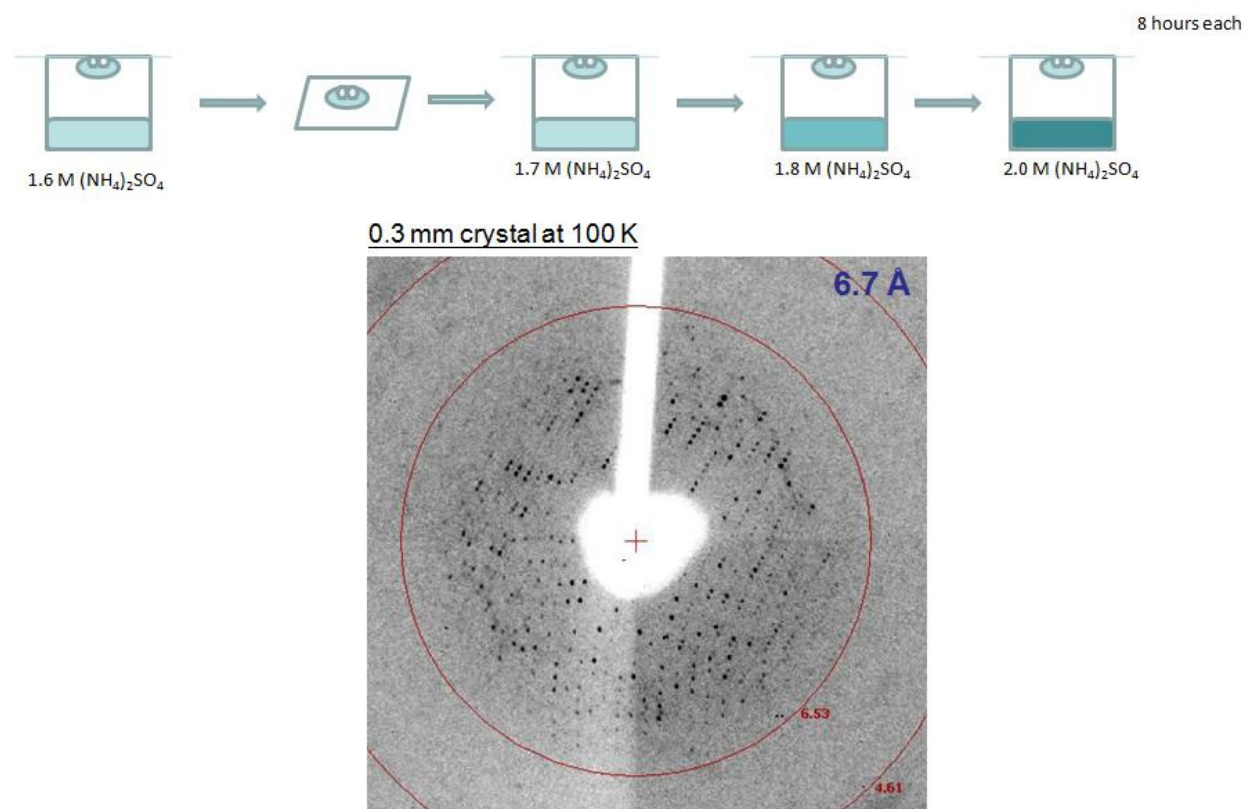 8 hours each
1.6 M (NH₄)₂SO₄
1.7 M (NH₄)₂SO₄
1.8 M (NH₄)₂SO₄
2.0 M (NH₄)₂SO₄
0.3 mm crystal at 100 K
6.7 Å
6.53
4.61